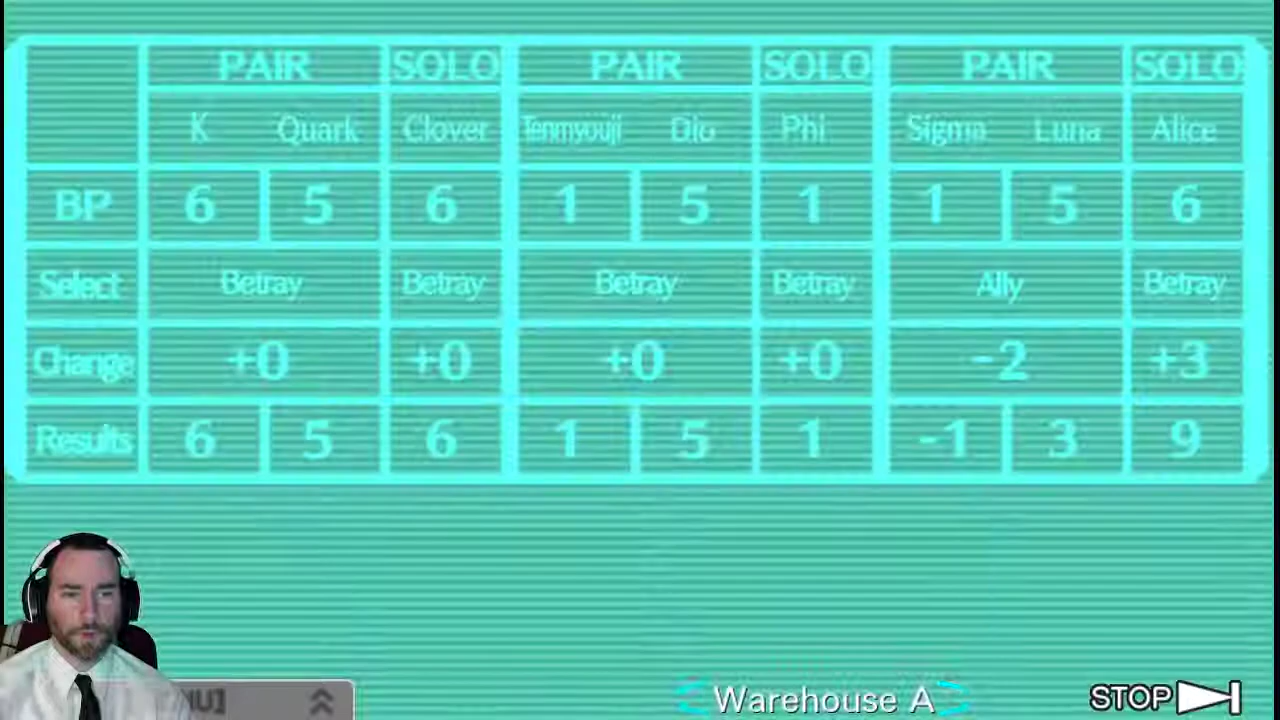 PAIR SOLO PAIR SOLO PAIR SOLO
K Quark Clover Tenmyouji Dio Phi Sigma Luna Alice
BP 6 5 6 1 5 1 1 5 6
Select Betray Betray Betray Betray Ally Betray
Change +0 +0 +0 +0 -2 +3
Results 6 5 6 1 5 1 -1 3 9
Warehouse A STOP